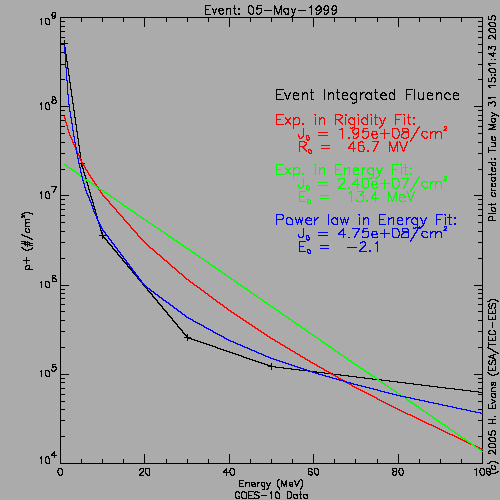 Event: 05-May-1999
10⁹
10⁸
10⁷
10⁶
10⁵
10⁴
p+ (#/cm²)
Event Integrated Fluence
Exp. in Rigidity Fit:
J₀ = 1.95e+08/cm²
R₀ = 46.7 MV
Exp. in Energy Fit:
J₀ = 2.40e+07/cm²
E₀ = 13.4 MeV
Power law in Energy Fit:
J₀ = 4.75e+08/cm²
E₀ = -2.1
0 20 40 60 80 100
Energy (MeV)
GOES-10 Data
Plot created: Tue May 31 15:01:43 2005
(c) 2005 H. Evans (ESA/TEC-EES)